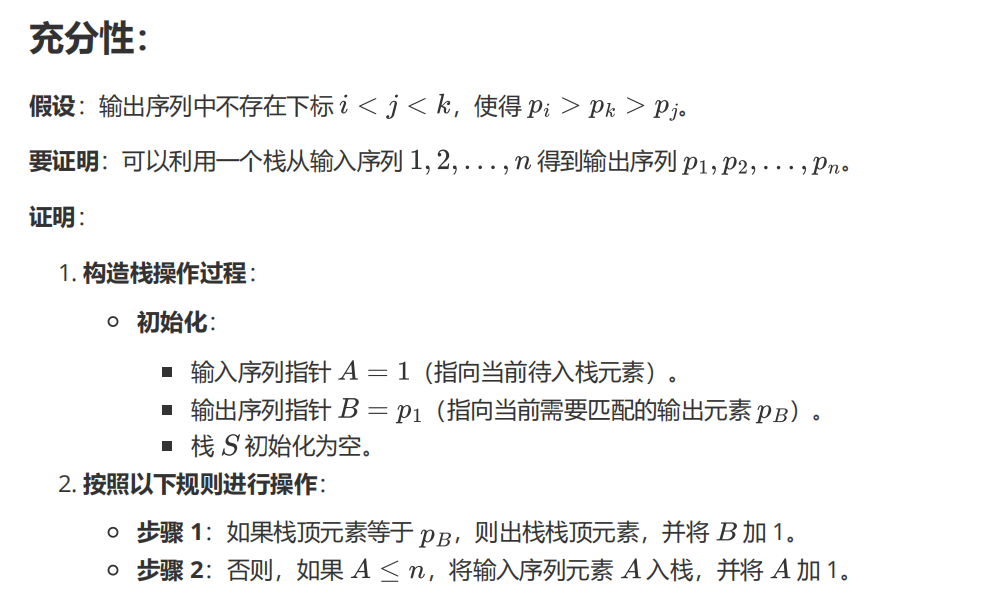 充分性：
假设：输出序列中不存在下标 i < j < k，使得 p_i > p_k > p_j。
要证明：可以利用一个栈从输入序列 1, 2, . . . , n 得到输出序列 p_1, p_2, . . . , p_n。
证明：
1. 构造栈操作过程：
初始化：
输入序列指针 A = 1（指向当前待入栈元素）。
输出序列指针 B = p_1（指向当前需要匹配的输出元素 p_B）。
栈 S 初始化为空。
2. 按照以下规则进行操作：
步骤 1：如果栈顶元素等于 p_B，则出栈栈顶元素，并将 B 加 1。
步骤 2：否则，如果 A ≤ n，将输入序列元素 A 入栈，并将 A 加 1。